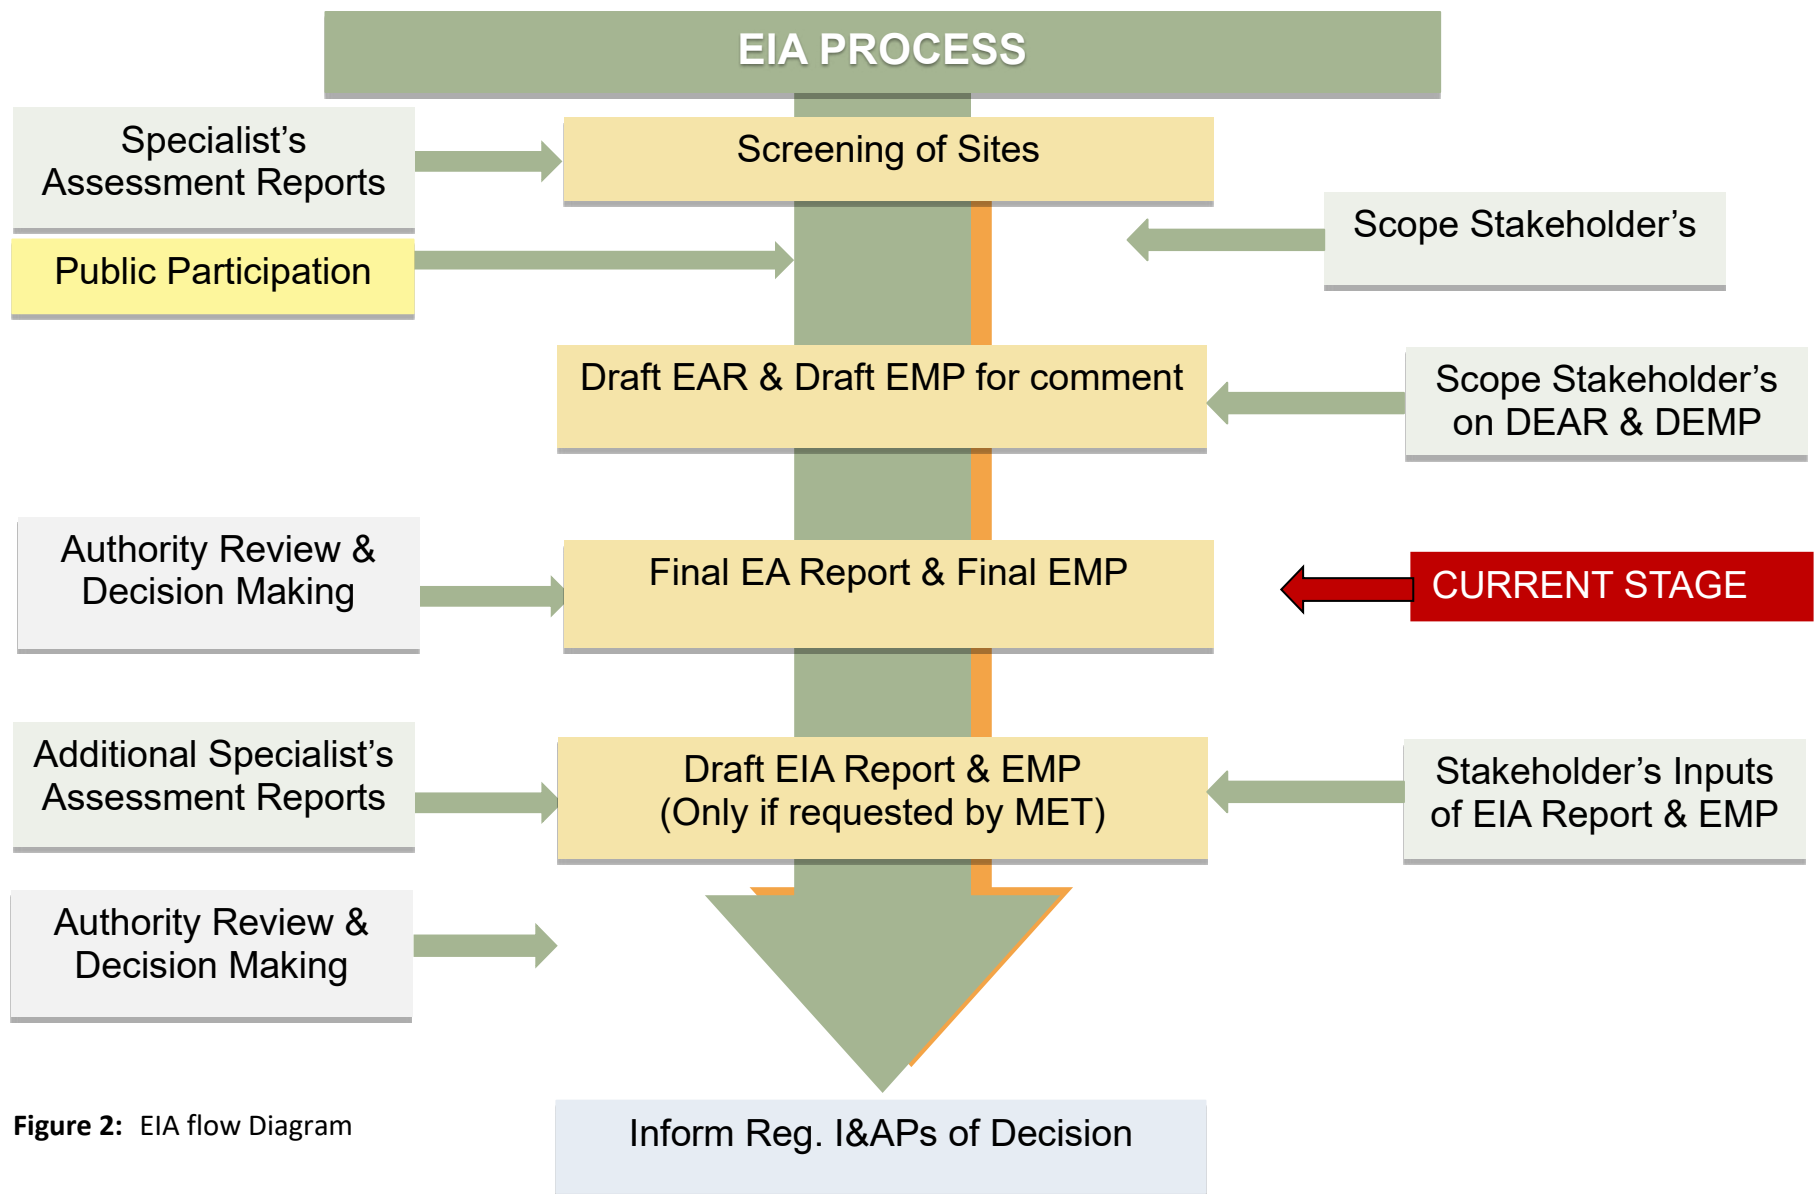 EIA PROCESS
Specialist’s
Assessment Reports
Screening of Sites
Public Participation
Scope Stakeholder’s
Draft EAR & Draft EMP for comment
Scope Stakeholder’s
on DEAR & DEMP
Authority Review &
Decision Making
Final EA Report & Final EMP
CURRENT STAGE
Additional Specialist’s
Assessment Reports
Draft EIA Report & EMP
(Only if requested by MET)
Stakeholder’s Inputs
of EIA Report & EMP
Authority Review &
Decision Making
Figure 2: EIA flow Diagram
Inform Reg. I&APs of Decision